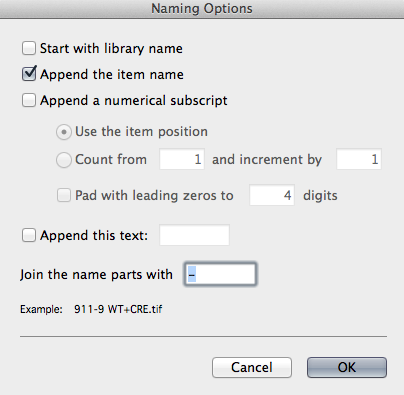 Naming Options
Start with library name
Append the item name
Append a numerical subscript
Use the item position
Count from 1 and increment by 1
Pad with leading zeros to 4 digits
Append this text:
Join the name parts with –
Example: 911-9 WT+CRE.tif
Cancel OK